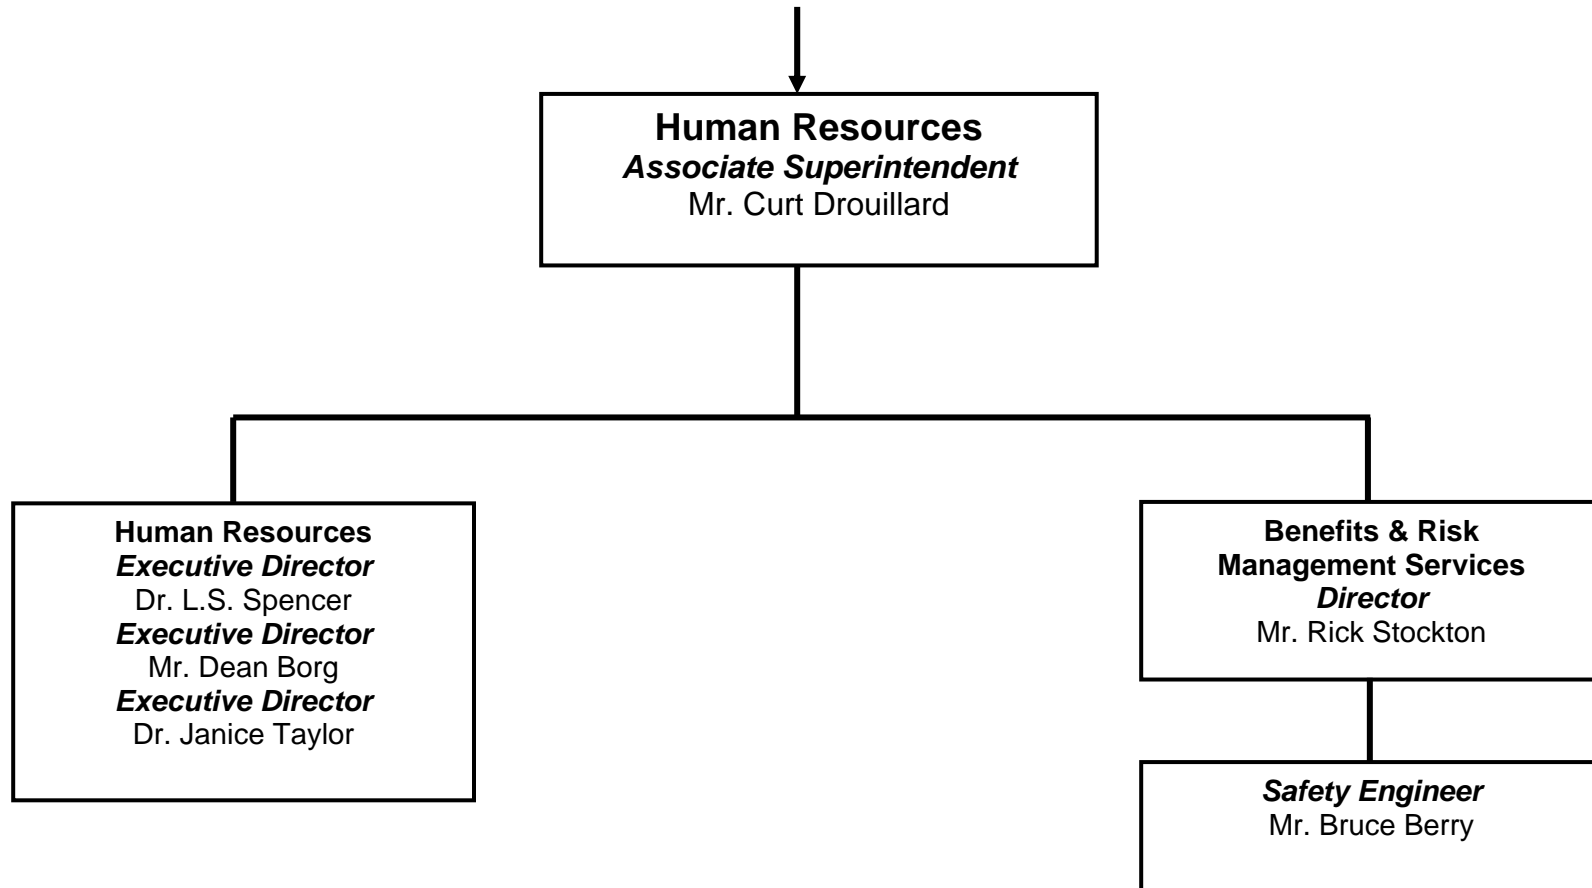 Human Resources
Associate Superintendent
Mr. Curt Drouillard
Human Resources
Executive Director
Dr. L.S. Spencer
Executive Director
Mr. Dean Borg
Executive Director
Dr. Janice Taylor
Benefits & Risk
Management Services
Director
Mr. Rick Stockton
Safety Engineer
Mr. Bruce Berry